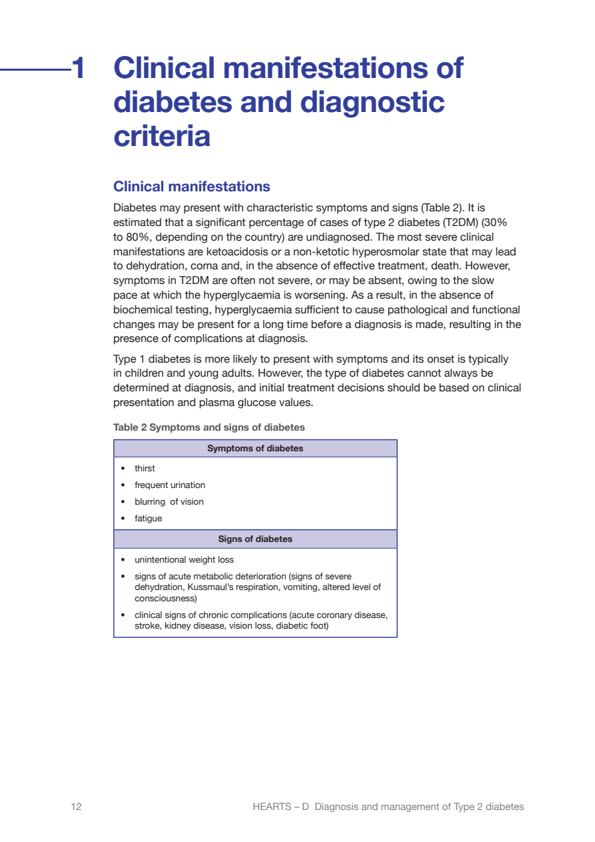 1 Clinical manifestations of
diabetes and diagnostic
criteria
Clinical manifestations
Diabetes may present with characteristic symptoms and signs (Table 2). It is
estimated that a significant percentage of cases of type 2 diabetes (T2DM) (30%
to 80%, depending on the country) are undiagnosed. The most severe clinical
manifestations are ketoacidosis or a non-ketotic hyperosmolar state that may lead
to dehydration, coma and, in the absence of effective treatment, death. However,
symptoms in T2DM are often not severe, or may be absent, owing to the slow
pace at which the hyperglycaemia is worsening. As a result, in the absence of
biochemical testing, hyperglycaemia sufficient to cause pathological and functional
changes may be present for a long time before a diagnosis is made, resulting in the
presence of complications at diagnosis.
Type 1 diabetes is more likely to present with symptoms and its onset is typically
in children and young adults. However, the type of diabetes cannot always be
determined at diagnosis, and initial treatment decisions should be based on clinical
presentation and plasma glucose values.
Table 2 Symptoms and signs of diabetes
Symptoms of diabetes
• thirst
• frequent urination
• blurring of vision
• fatigue
Signs of diabetes
• unintentional weight loss
• signs of acute metabolic deterioration (signs of severe
dehydration, Kussmaul's respiration, vomiting, altered level of
consciousness)
• clinical signs of chronic complications (acute coronary disease,
stroke, kidney disease, vision loss, diabetic foot)
12 HEARTS – D Diagnosis and management of Type 2 diabetes